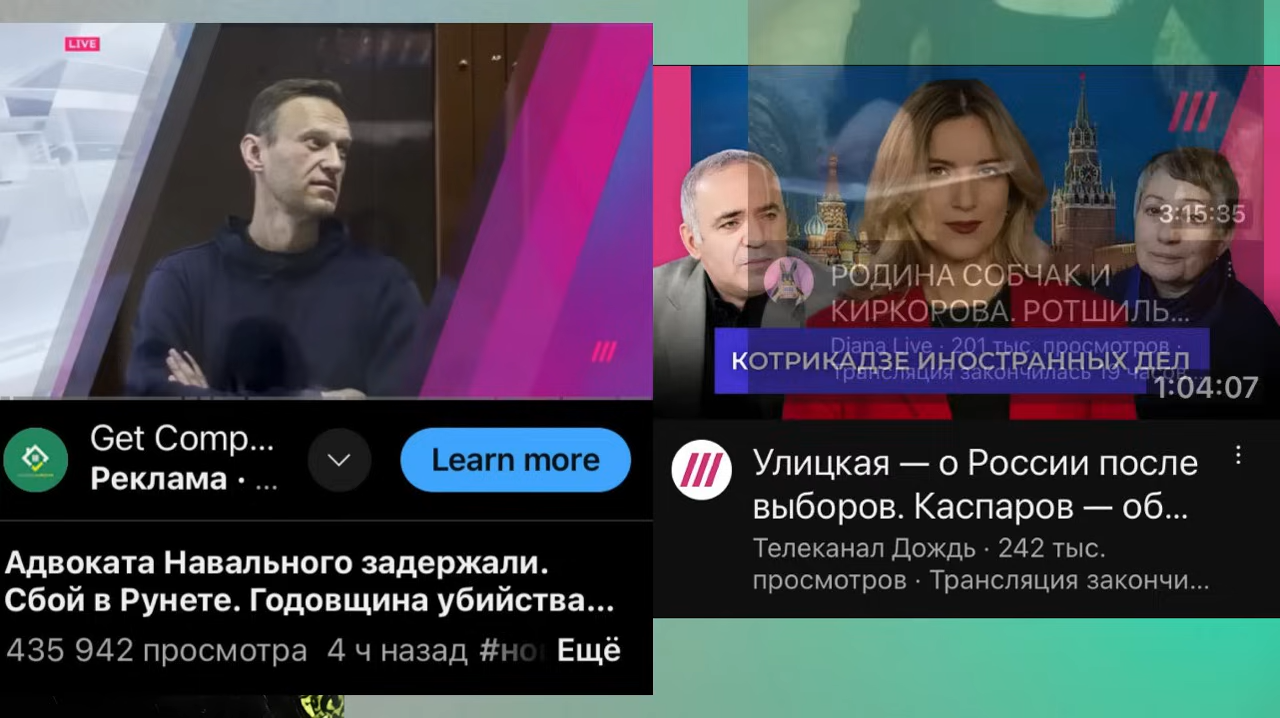 LIVE
AP
Get Comp...
Реклама · ...
Learn more
Адвоката Навального задержали.
Сбой в Рунете. Годовщина убийства...
435 942 просмотра 4 ч назад #но Ещё
3:15:35
РОДИНА СОБЧАК И
КИРКОРОВА. РОТШИЛЬ...
Diana Live · 201 тыс. просмотров ·
Трансляция закончилась 19 часов
КОТРИКАДЗЕ ИНОСТРАННЫХ ДЕЛ
1:04:07
Улицкая — о России после
выборов. Каспаров — об...
Телеканал Дождь · 242 тыс.
просмотров · Трансляция закончи...